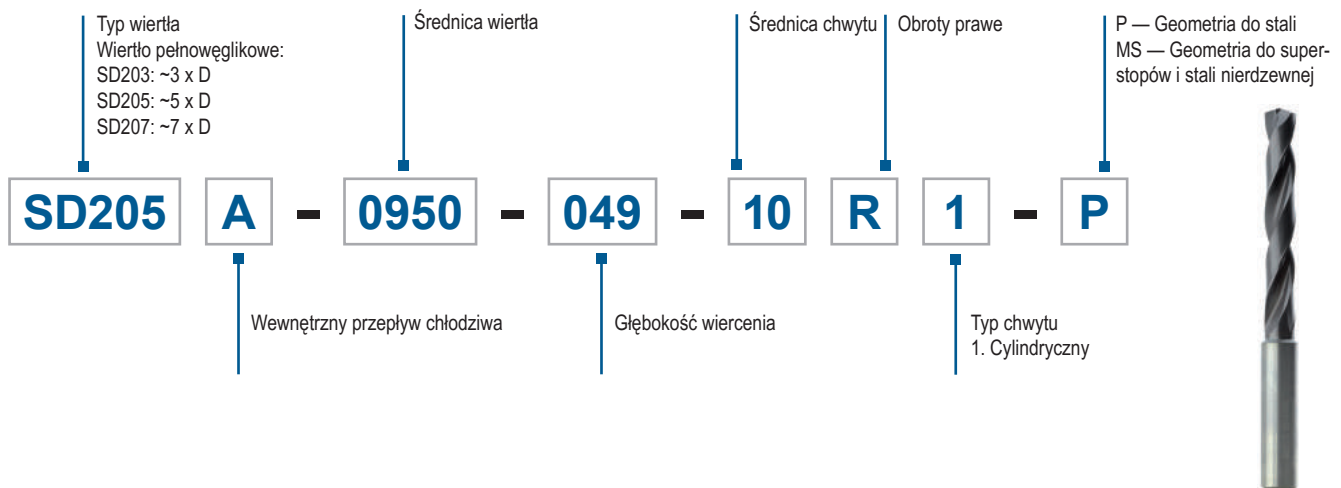 Typ wiertła
Wiertło pełnowęglikowe:
SD203: ~3 x D
SD205: ~5 x D
SD207: ~7 x D
Średnica wiertła
Średnica chwytu
Obroty prawe
P — Geometria do stali
MS — Geometria do super-
stopów i stali nierdzewnej
SD205 A - 0950 - 049 - 10 R 1 - P
Wewnętrzny przepływ chłodziwa
Głębokość wiercenia
Typ chwytu
1. Cylindryczny